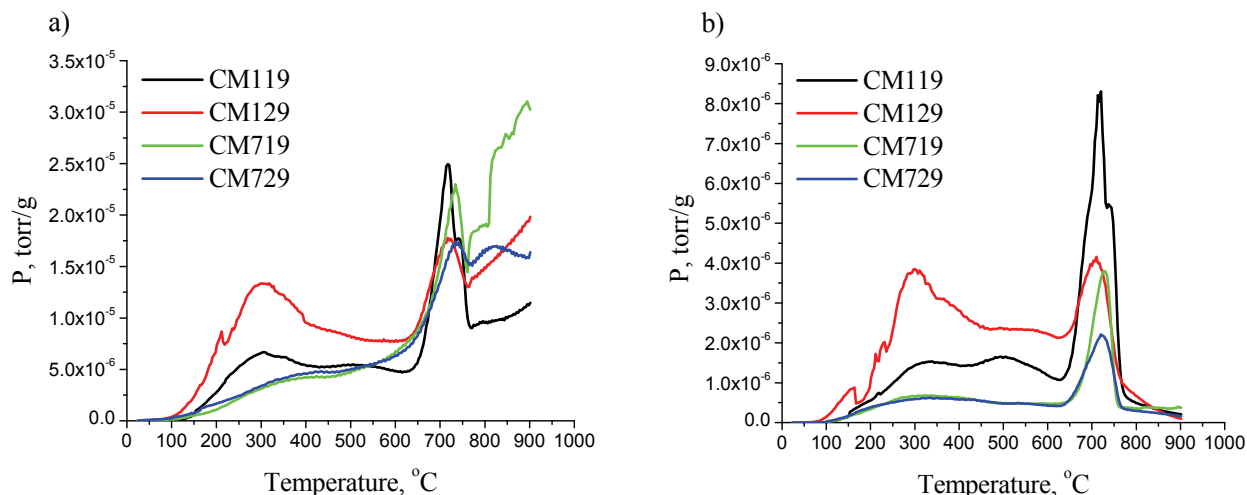 a)
3.5x10⁻⁵
3.0x10⁻⁵
2.5x10⁻⁵
2.0x10⁻⁵
1.5x10⁻⁵
1.0x10⁻⁵
5.0x10⁻⁶
0.0
P, torr/g
CM119
CM129
CM719
CM729
0 100 200 300 400 500 600 700 800 900 1000
Temperature, °C
b)
9.0x10⁻⁶
8.0x10⁻⁶
7.0x10⁻⁶
6.0x10⁻⁶
5.0x10⁻⁶
4.0x10⁻⁶
3.0x10⁻⁶
2.0x10⁻⁶
1.0x10⁻⁶
0.0
P, torr/g
CM119
CM129
CM719
CM729
0 100 200 300 400 500 600 700 800 900 1000
Temperature, °C